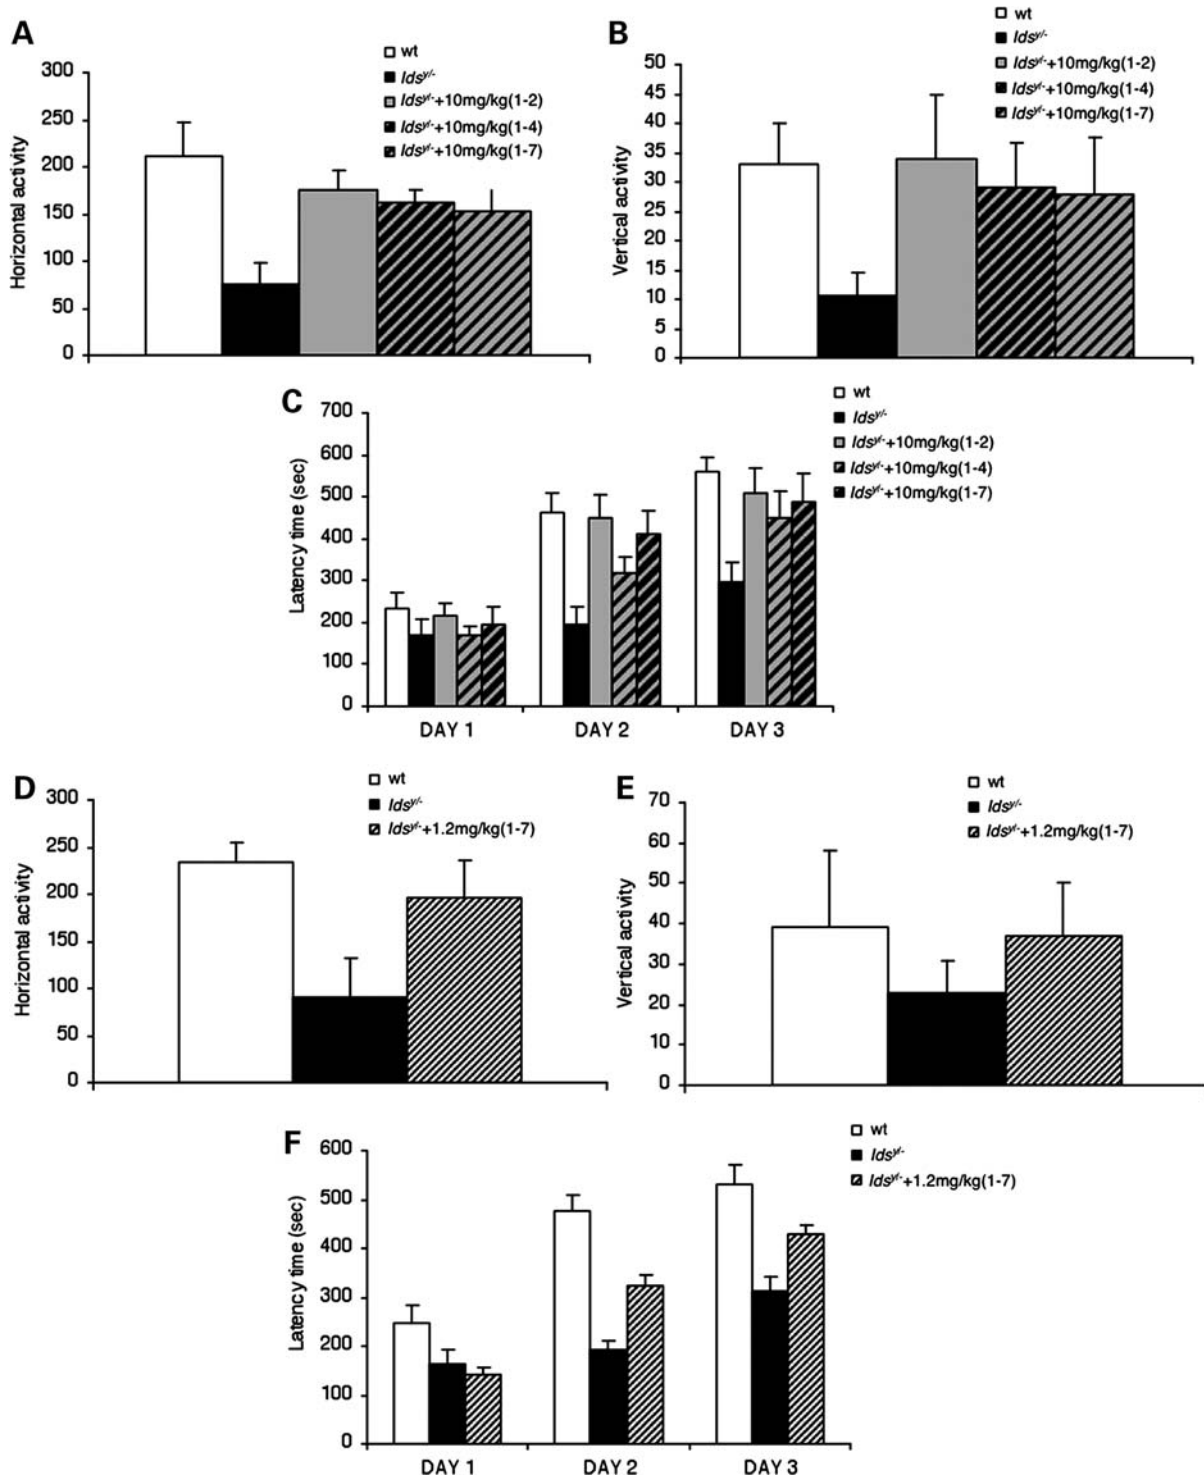 A
wt
Ids^y/-
Ids^y/-+10mg/kg(1-2)
Ids^y/-+10mg/kg(1-4)
Ids^y/-+10mg/kg(1-7)
300
250
200
150
100
50
0
Horizontal activity
B
wt
Ids^y/-
Ids^y/-+10mg/kg(1-2)
Ids^y/-+10mg/kg(1-4)
Ids^y/-+10mg/kg(1-7)
50
45
40
35
30
25
20
15
10
5
0
Vertical activity
C
wt
Ids^y/-
Ids^y/-+10mg/kg(1-2)
Ids^y/-+10mg/kg(1-4)
Ids^y/-+10mg/kg(1-7)
700
600
500
400
300
200
100
0
Latency time (sec)
DAY 1 DAY 2 DAY 3
D
wt
Ids^y/-
Ids^y/-+1.2mg/kg(1-7)
300
250
200
150
100
50
0
Horizontal activity
E
wt
Ids^y/-
Ids^y/-+1.2mg/kg(1-7)
70
60
50
40
30
20
10
0
Vertical activity
F
wt
Ids^y/-
Ids^y/-+1.2mg/kg(1-7)
600
500
400
300
200
100
0
Latency time (sec)
DAY 1 DAY 2 DAY 3